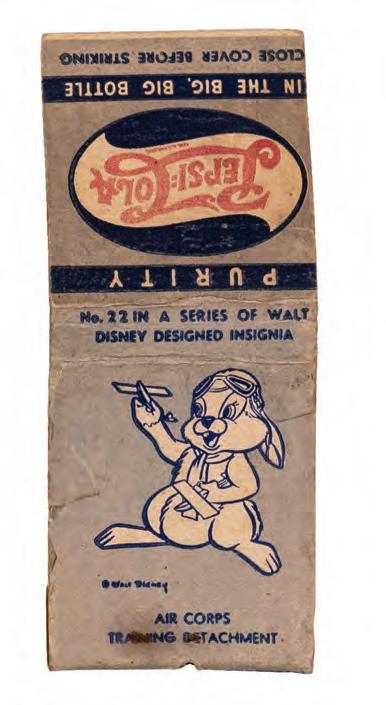 PURITY
PEPSI-COLA
IN THE BIG, BIG BOTTLE
CLOSE COVER BEFORE STRIKING
No. 22 IN A SERIES OF WALT
DISNEY DESIGNED INSIGNIA
© Walt Disney
AIR CORPS
TRAINING DETACHMENT